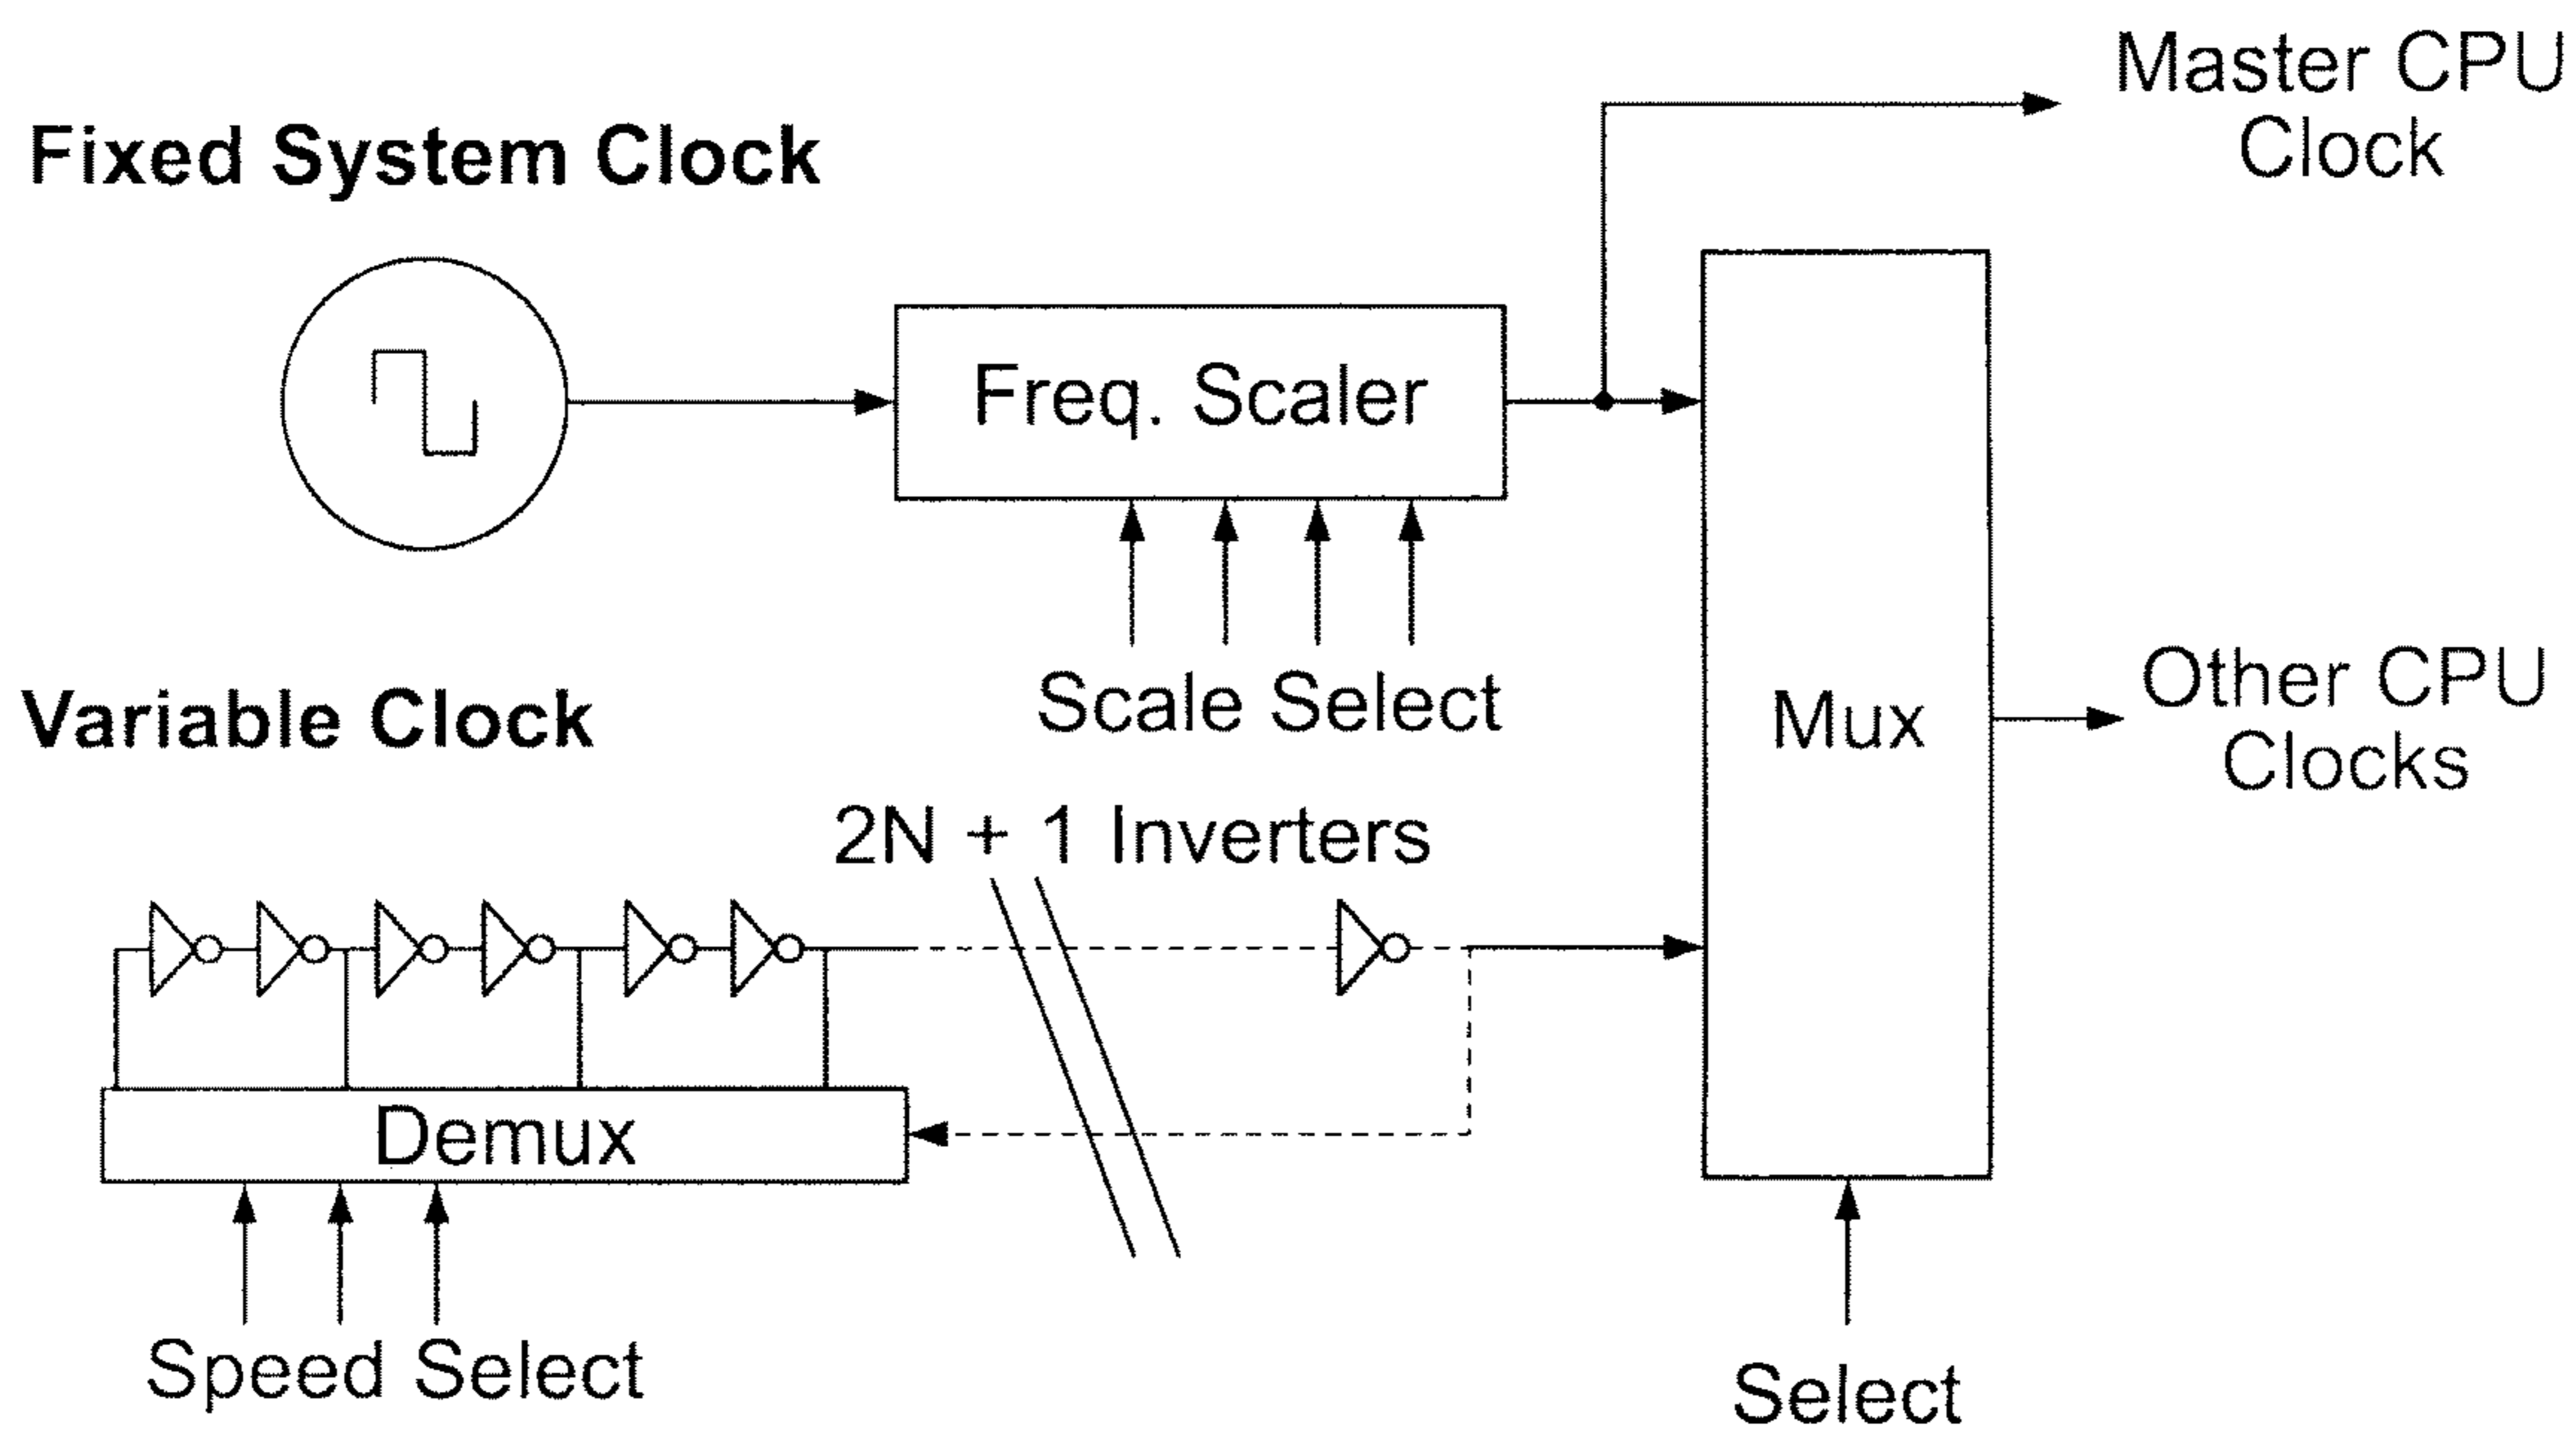 Master CPU
Clock
Fixed System Clock
Freq. Scaler
Scale Select
Variable Clock
Mux
Other CPU
Clocks
2N + 1 Inverters
Demux
Speed Select
Select